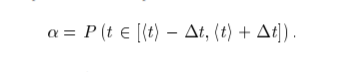 α = P (t ∈ [⟨t⟩ − Δt, ⟨t⟩ + Δt]) .